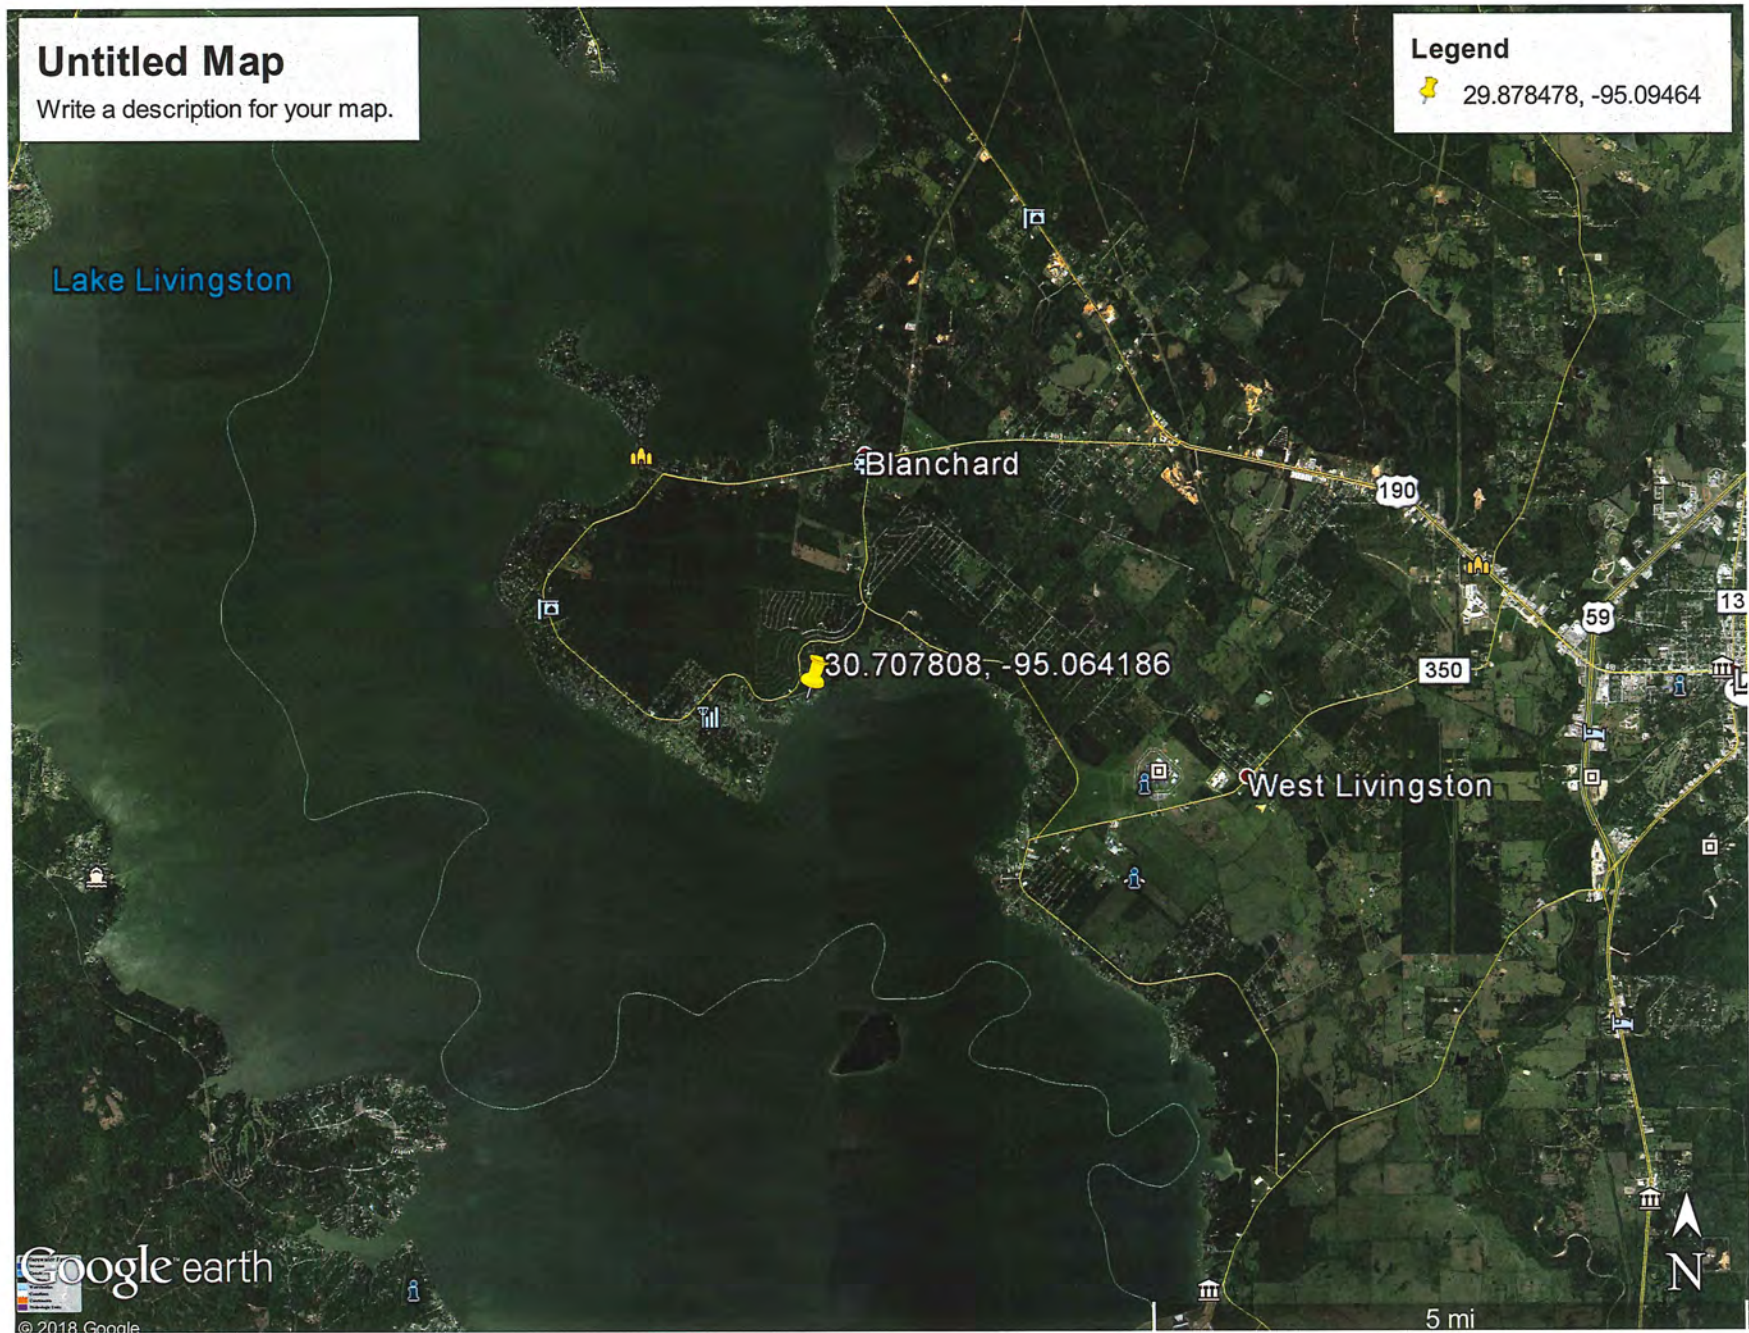 Untitled Map
Write a description for your map.
Legend
29.878478, -95.09464
Lake Livingston
Blanchard
190
59
13
30.707808, -95.064186
350
West Livingston
N
Google earth
5 mi
© 2018 Google